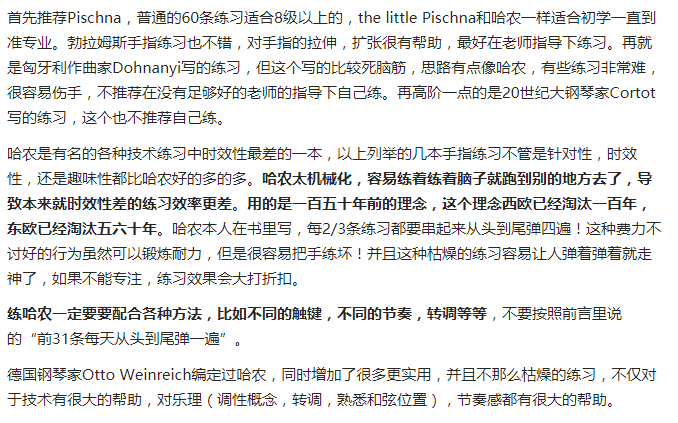 首先推荐Pischna，普通的60条练习适合8级以上的，the little Pischna和哈农一样适合初学一直到
准专业。勃拉姆斯手指练习也不错，对手指的拉伸，扩张很有帮助，最好在老师指导下练习。再就
是匈牙利作曲家Dohnanyi写的练习，但这个写的比较死脑筋，思路有点像哈农，有些练习非常难，
很容易伤手，不推荐在没有足够好的老师的指导下自己练。再高阶一点的是20世纪大钢琴家Cortot
写的练习，这个也不推荐自己练。
哈农是有名的各种技术练习中时效性最差的一本，以上列举的几本手指练习不管是针对性，时效
性，还是趣味性都比哈农好的多的多。哈农太机械化，容易练着练着脑子就跑到别的地方去了，导
致本来就时效性差的练习效率更差。用的是一百五十年前的理念，这个理念西欧已经淘汰一百年，
东欧已经淘汰五六十年。哈农本人在书里写，每2/3条练习都要串起来从头到尾弹四遍！这种费力不
讨好的行为虽然可以锻炼耐力，但是很容易把手练坏！并且这种枯燥的练习容易让人弹着弹着就走
神了，如果不能专注，练习效果会大打折扣。
练哈农一定要要配合各种方法，比如不同的触键，不同的节奏，转调等等，不要按照前言里说
的“前31条每天从头到尾弹一遍”。
德国钢琴家Otto Weinreich编定过哈农，同时增加了很多更实用，并且不那么枯燥的练习，不仅对
于技术有很大的帮助，对乐理（调性概念，转调，熟悉和弦位置），节奏感都有很大的帮助。